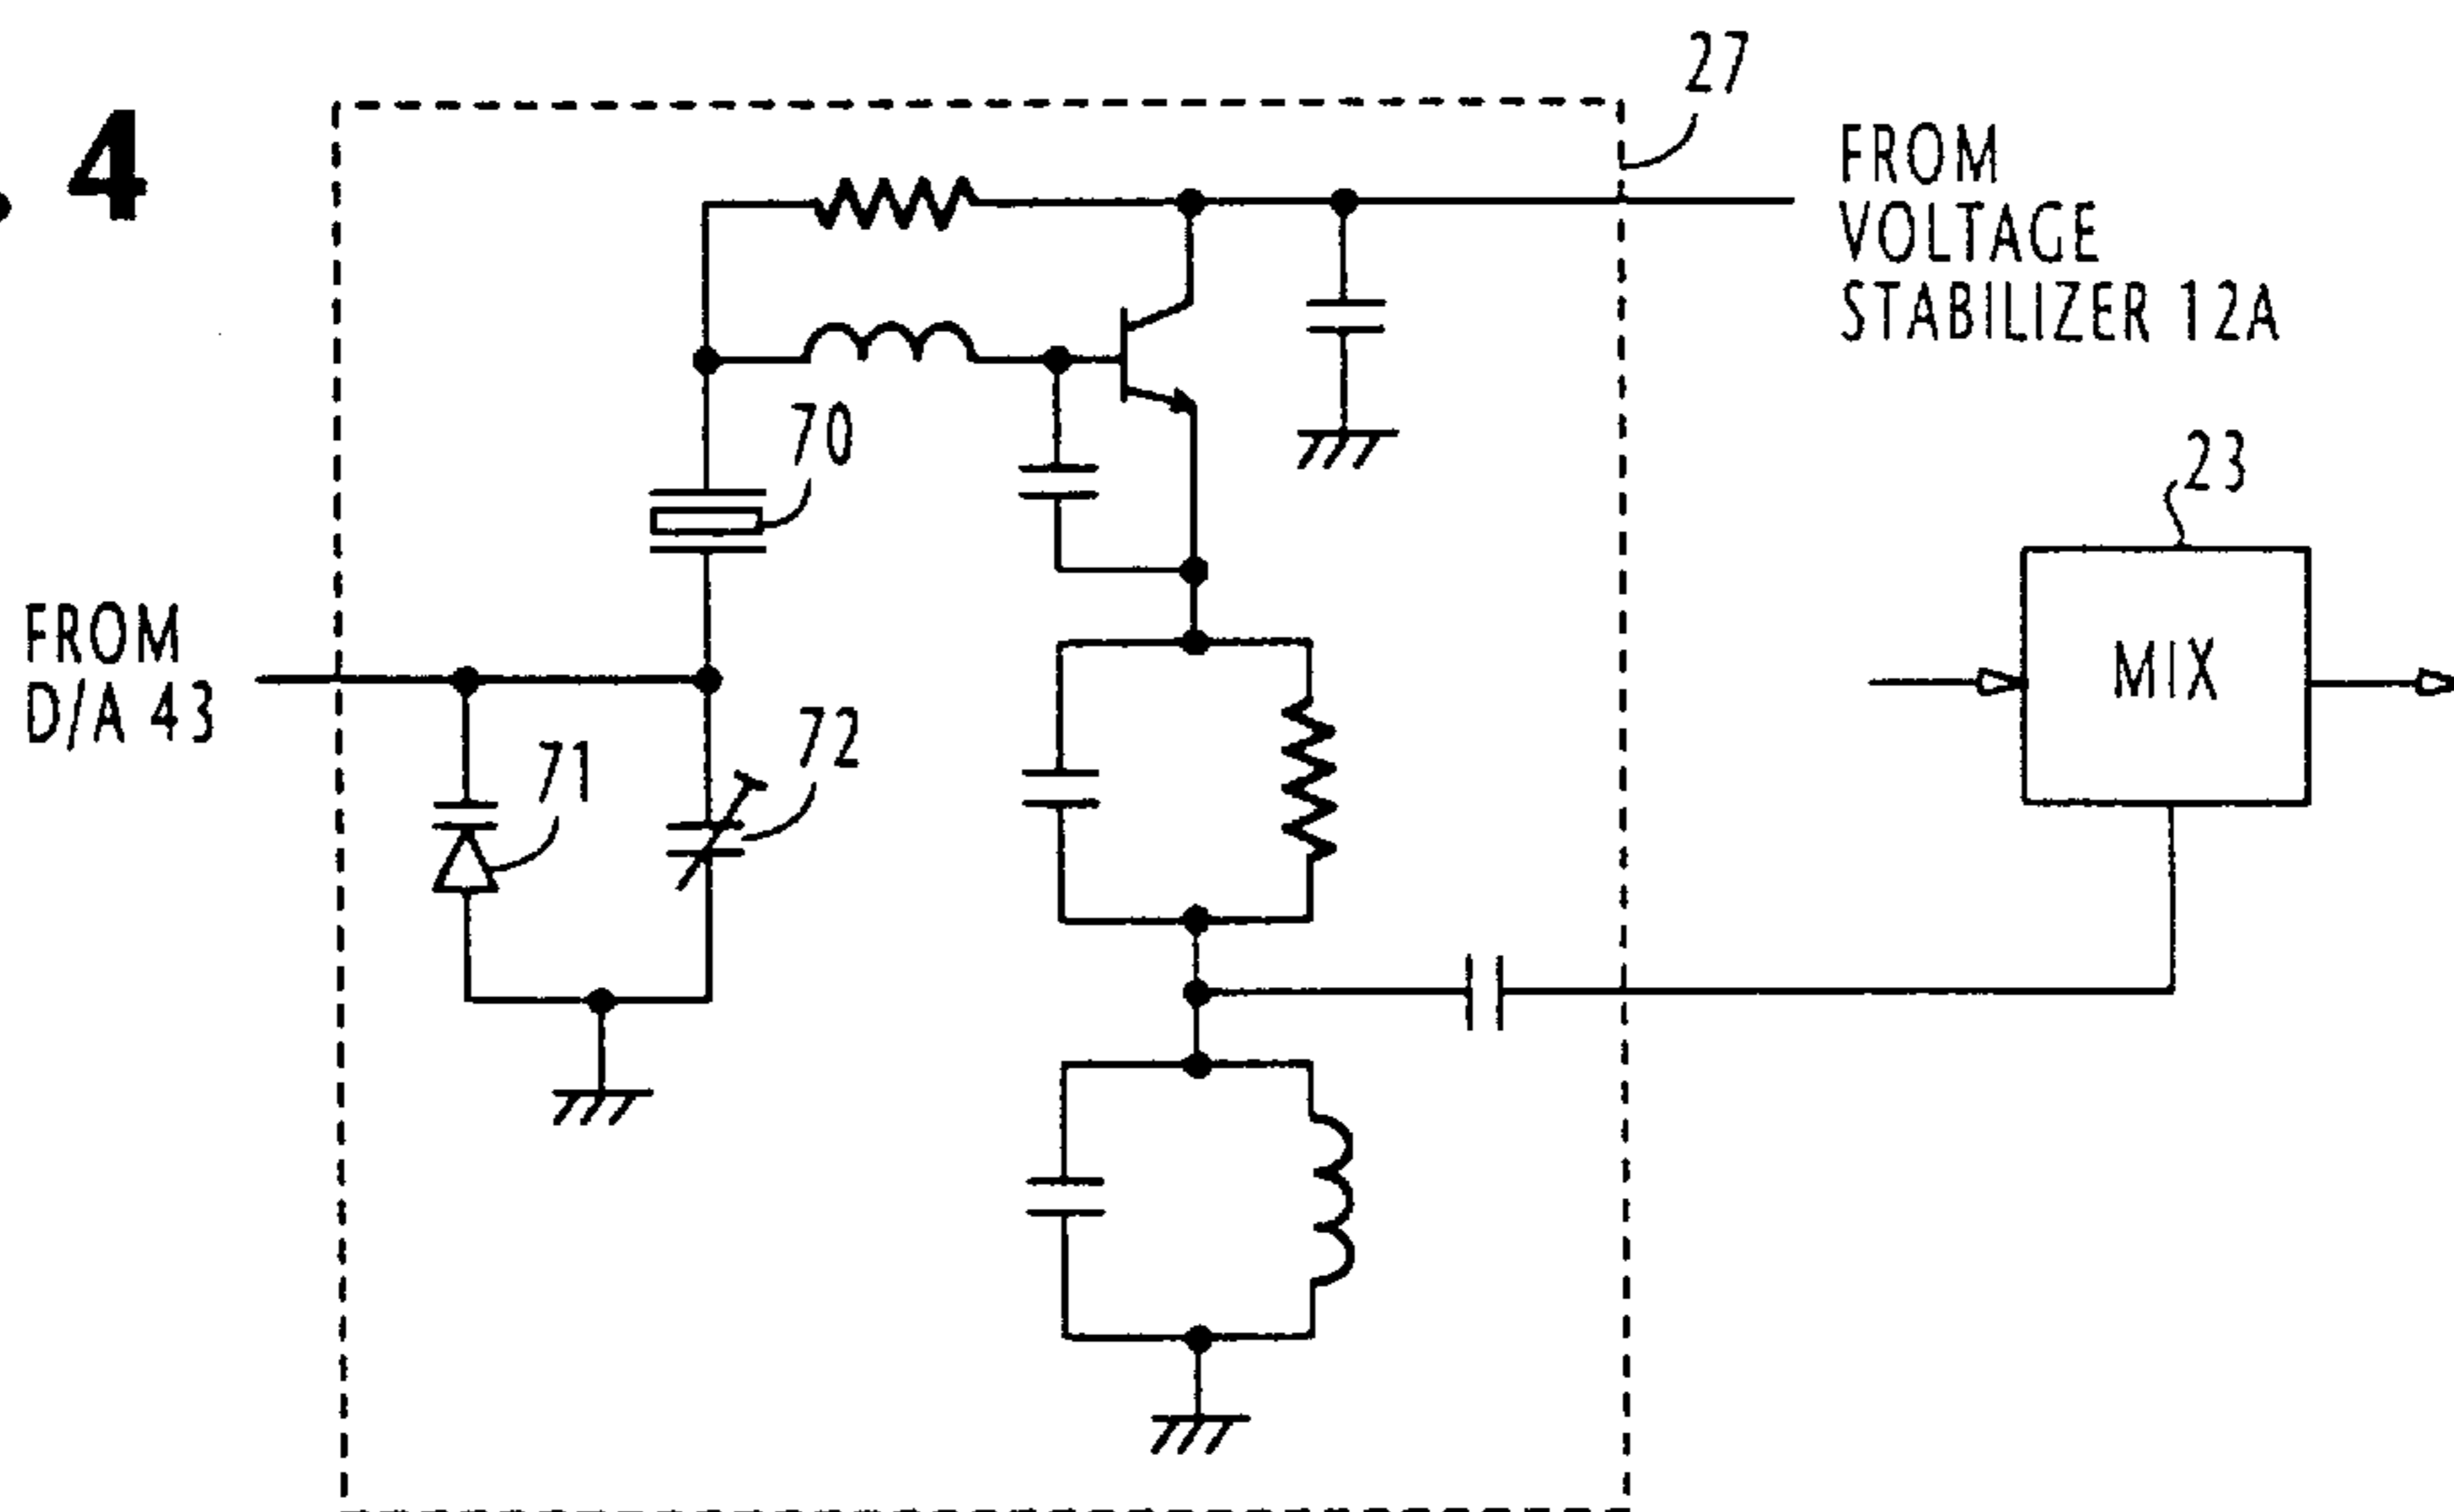 . 4
27
FROM
VOLTAGE
STABILIZER 12A
70
23
FROM
D/A 43
MIX
71
72